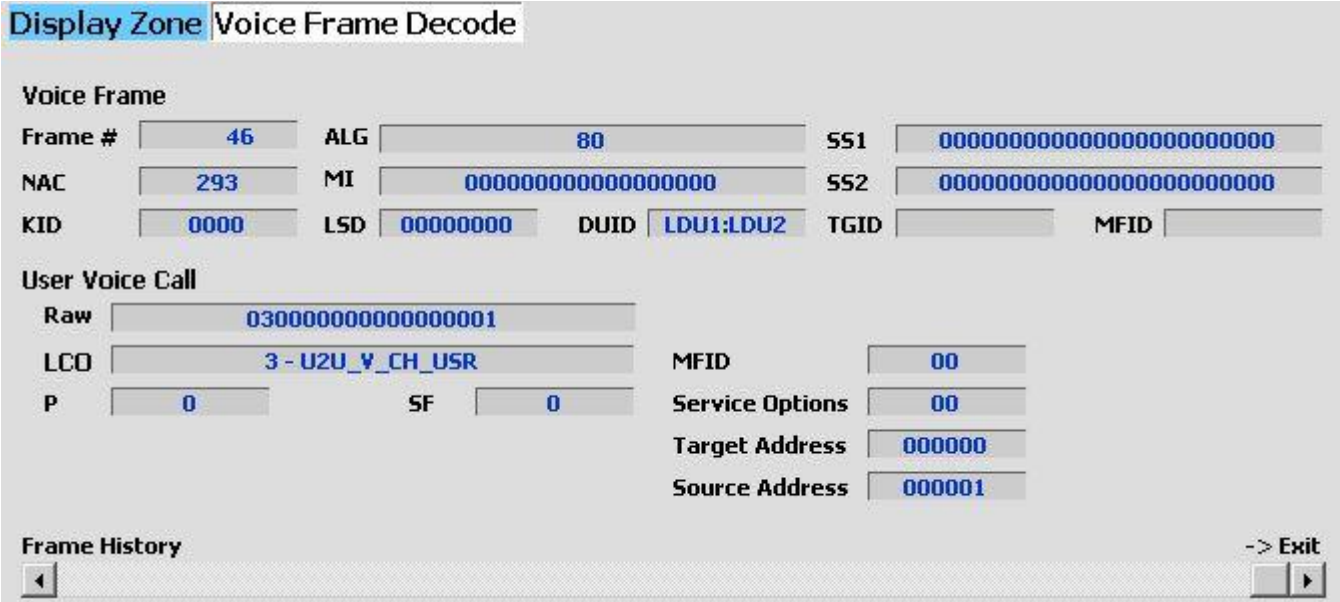 Display Zone Voice Frame Decode
Voice Frame
Frame # 46 ALG 80 SS1 000000000000000000000000
NAC 293 MI 000000000000000000 SS2 000000000000000000000000
KID 0000 LSD 00000000 DUID LDU1:LDU2 TGID MFID
User Voice Call
Raw 030000000000000001
LCO 3 - U2U_V_CH_USR MFID 00
P 0 SF 0 Service Options 00
Target Address 000000
Source Address 000001
Frame History -> Exit